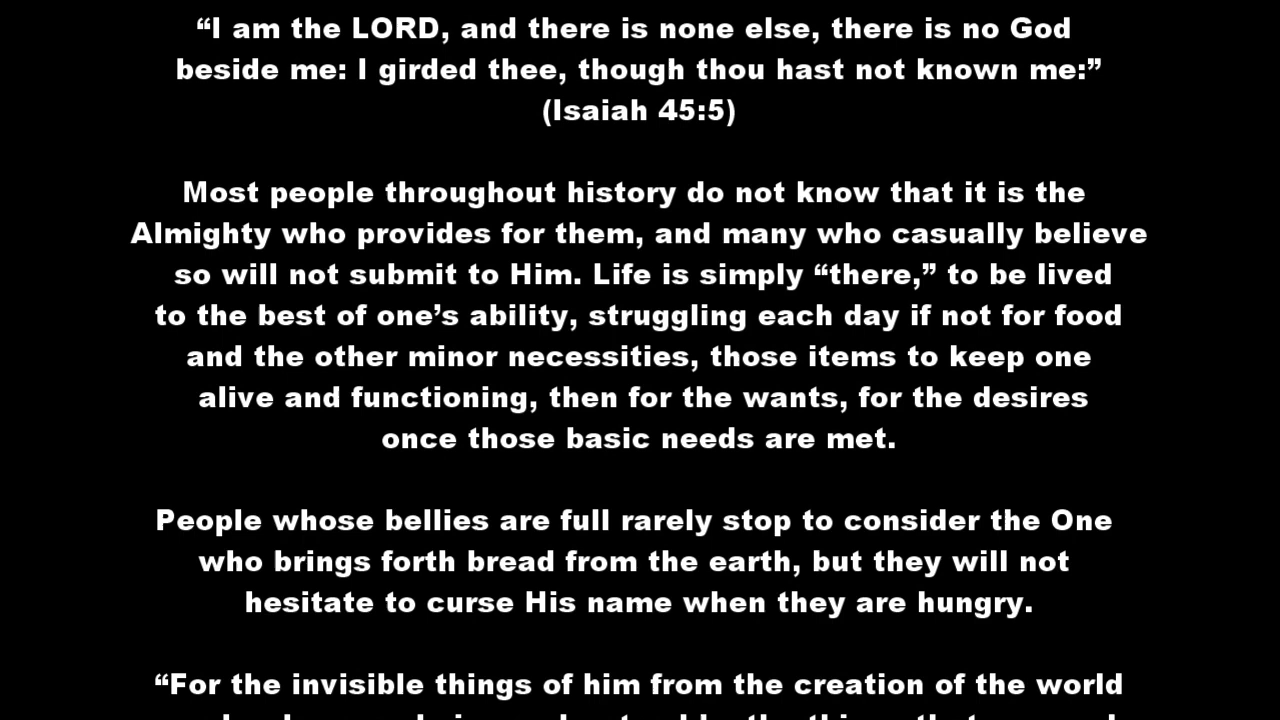 “I am the LORD, and there is none else, there is no God
beside me: I girded thee, though thou hast not known me:”
(Isaiah 45:5)
Most people throughout history do not know that it is the
Almighty who provides for them, and many who casually believe
so will not submit to Him. Life is simply “there,” to be lived
to the best of one’s ability, struggling each day if not for food
and the other minor necessities, those items to keep one
alive and functioning, then for the wants, for the desires
once those basic needs are met.
People whose bellies are full rarely stop to consider the One
who brings forth bread from the earth, but they will not
hesitate to curse His name when they are hungry.
“For the invisible things of him from the creation of the world